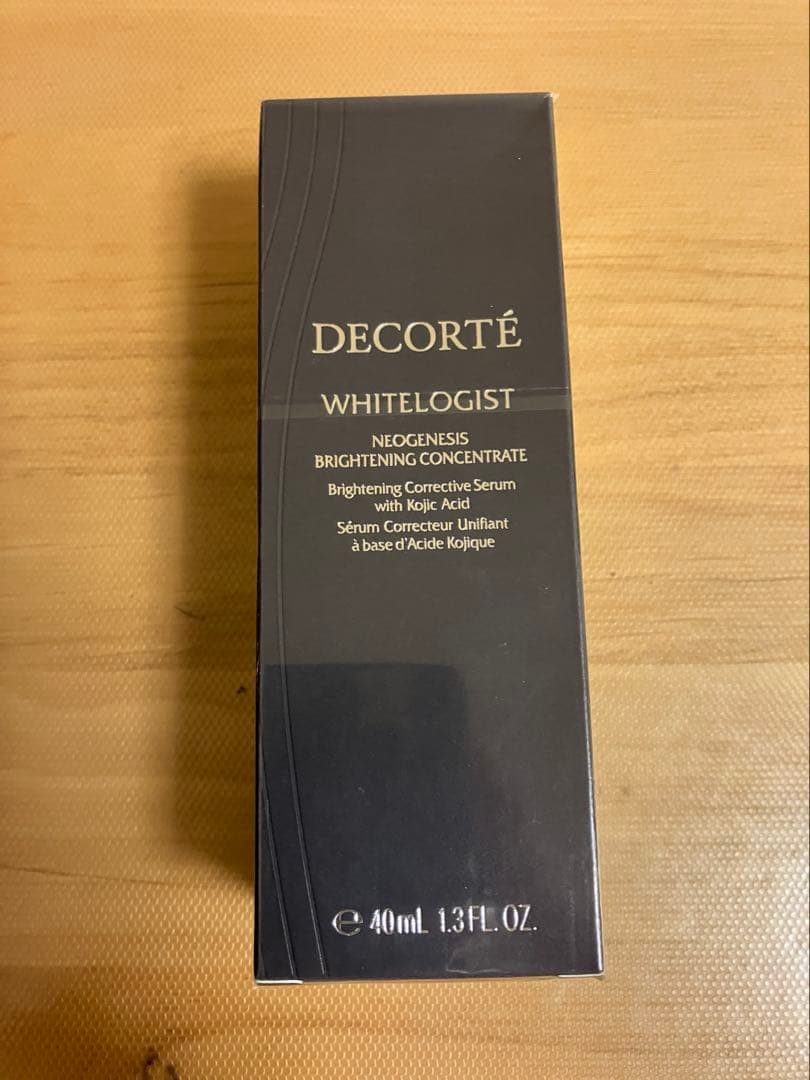 DECORTÉ
WHITELOGIST
NEOGENESIS
BRIGHTENING CONCENTRATE
Brightening Corrective Serum
with Kojic Acid
Sérum Correcteur Unifiant
à base d'Acide Kojique
℮ 40mL 1.3 FL. OZ.